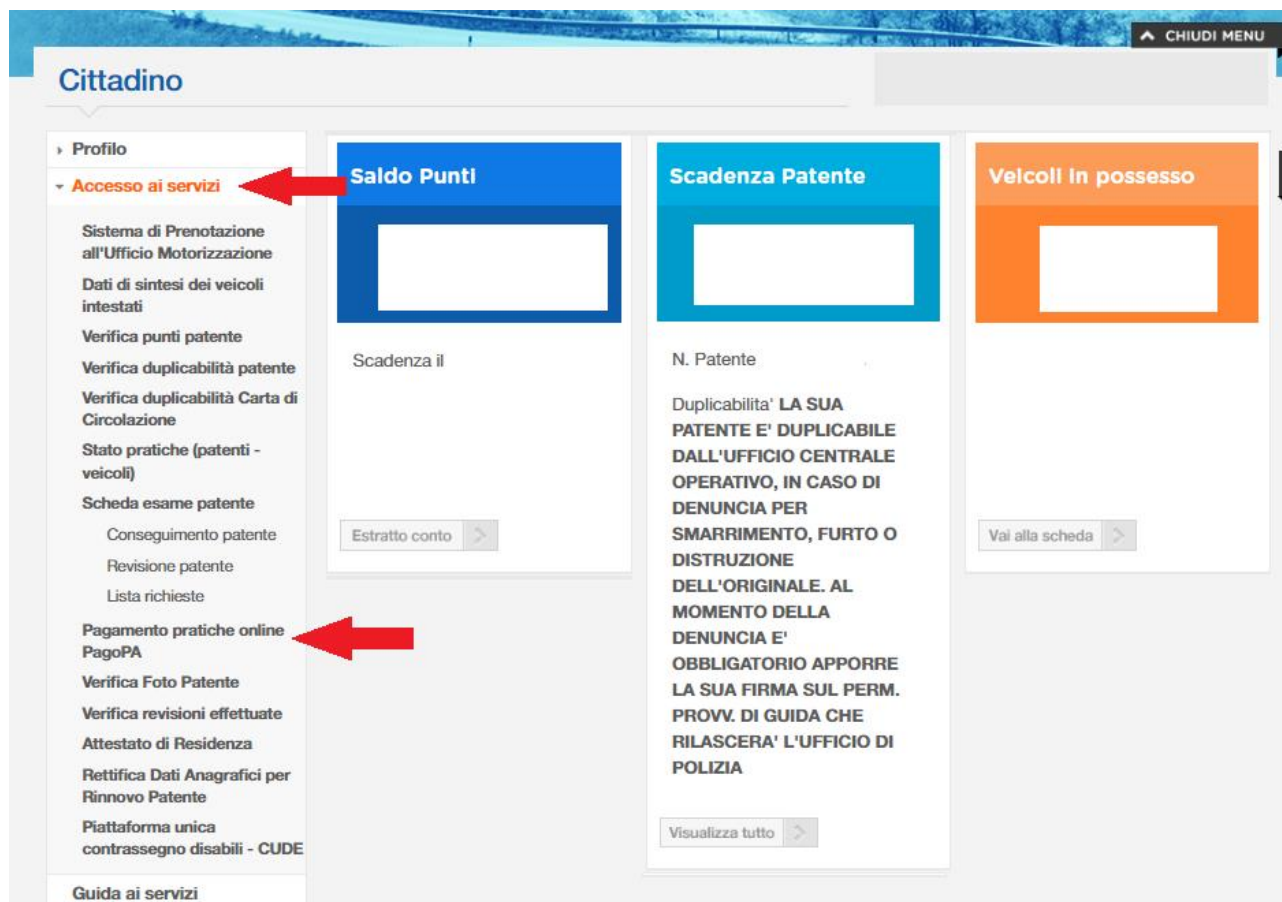 CHIUDI MENU
Cittadino
Profilo
Accesso ai servizi
Sistema di Prenotazione
all'Ufficio Motorizzazione
Dati di sintesi dei veicoli
intestati
Verifica punti patente
Verifica duplicabilità patente
Verifica duplicabilità Carta di
Circolazione
Stato pratiche (patenti -
veicoli)
Scheda esame patente
Conseguimento patente
Revisione patente
Lista richieste
Pagamento pratiche online
PagoPA
Verifica Foto Patente
Verifica revisioni effettuate
Attestato di Residenza
Rettifica Dati Anagrafici per
Rinnovo Patente
Piattaforma unica
contrassegno disabili - CUDE
Guida ai servizi
Saldo Punti
Scadenza il
Estratto conto
Scadenza Patente
N. Patente
Duplicabilita' LA SUA
PATENTE E' DUPLICABILE
DALL'UFFICIO CENTRALE
OPERATIVO, IN CASO DI
DENUNCIA PER
SMARRIMENTO, FURTO O
DISTRUZIONE
DELL'ORIGINALE. AL
MOMENTO DELLA
DENUNCIA E'
OBBLIGATORIO APPORRE
LA SUA FIRMA SUL PERM.
PROVV. DI GUIDA CHE
RILASCERA' L'UFFICIO DI
POLIZIA
Visualizza tutto
Veicoli in possesso
Vai alla scheda